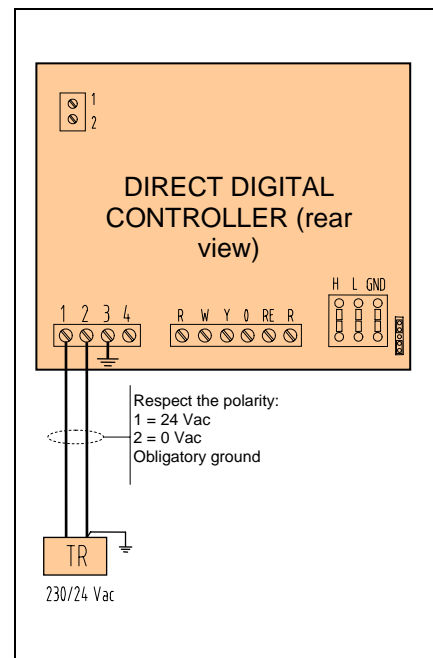 1
2
DIRECT DIGITAL
CONTROLLER (rear
view)
H L GND
1 2 3 4
R W Y O RE R
Respect the polarity:
1 = 24 Vac
2 = 0 Vac
Obligatory ground
TR
230/24 Vac